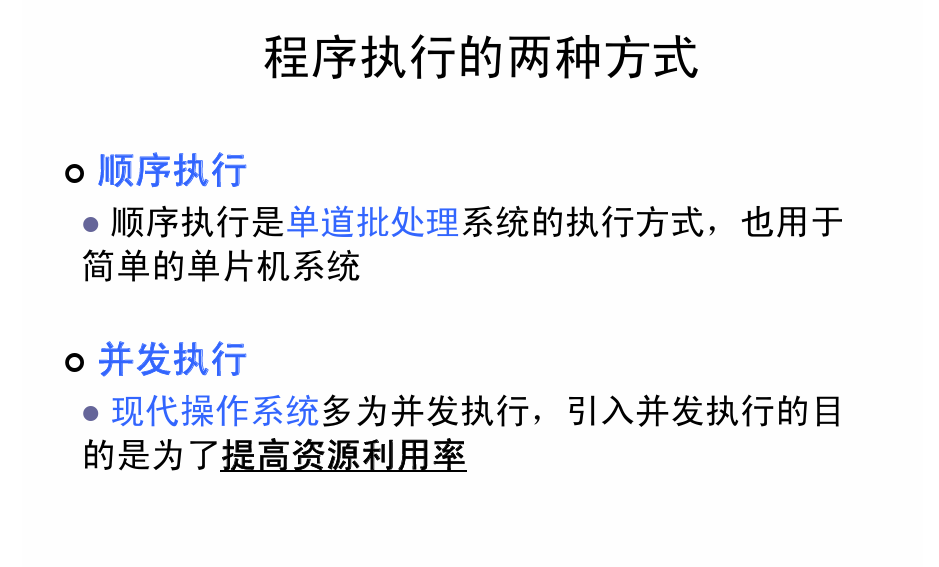 程序执行的两种方式
顺序执行
顺序执行是单道批处理系统的执行方式，也用于
简单的单片机系统
并发执行
现代操作系统多为并发执行，引入并发执行的目
的是为了提高资源利用率